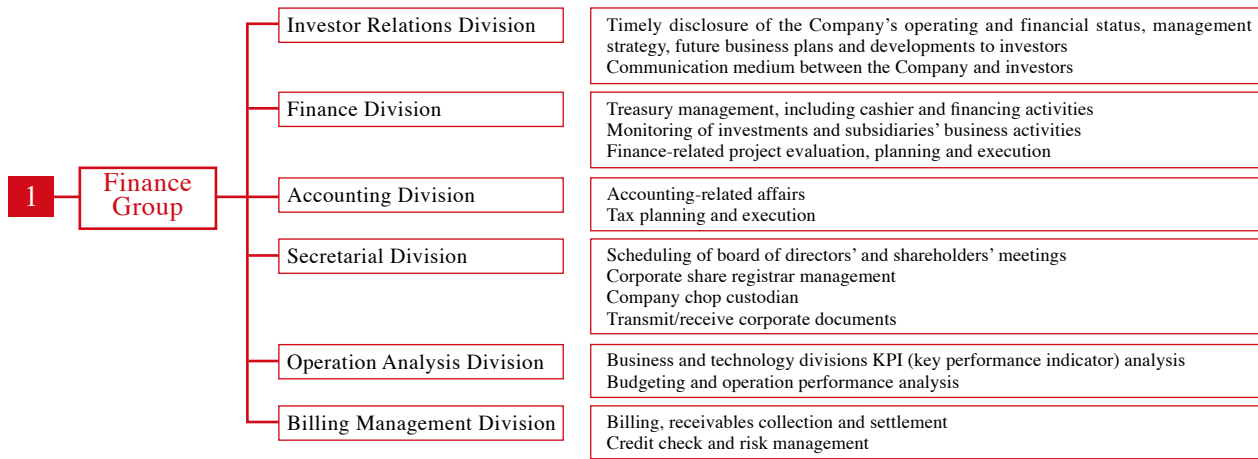 1
Finance
Group
Investor Relations Division
Timely disclosure of the Company’s operating and financial status, management
strategy, future business plans and developments to investors
Communication medium between the Company and investors
Finance Division
Treasury management, including cashier and financing activities
Monitoring of investments and subsidiaries’ business activities
Finance-related project evaluation, planning and execution
Accounting Division
Accounting-related affairs
Tax planning and execution
Secretarial Division
Scheduling of board of directors’ and shareholders’ meetings
Corporate share registrar management
Company chop custodian
Transmit/receive corporate documents
Operation Analysis Division
Business and technology divisions KPI (key performance indicator) analysis
Budgeting and operation performance analysis
Billing Management Division
Billing, receivables collection and settlement
Credit check and risk management